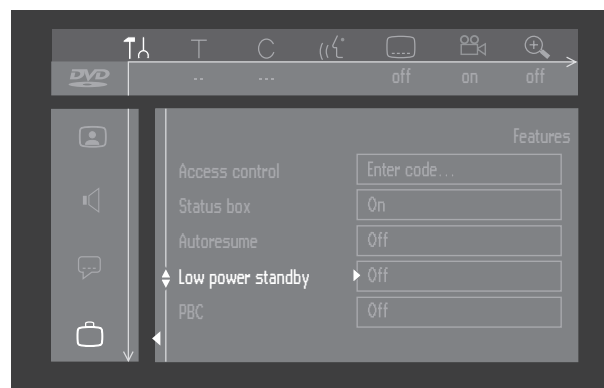 T C
DVD .. ... off on off
Features
Access control Enter code...
Status box On
Autoresume Off
Low power standby Off
PBC Off